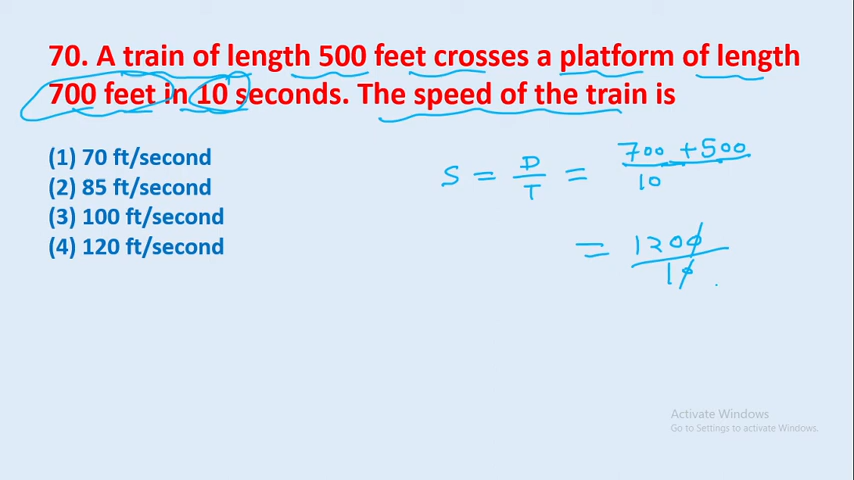 70. A train of length 500 feet crosses a platform of length
700 feet in 10 seconds. The speed of the train is
(1) 70 ft/second
(2) 85 ft/second
(3) 100 ft/second
(4) 120 ft/second
S = D/T = 700 + 500/10
= 1200/10
Activate Windows
Go to Settings to activate Windows.